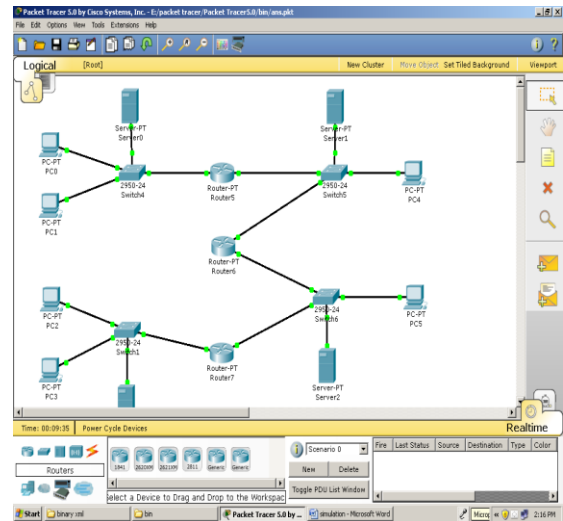 Packet Tracer 5.0 by Cisco Systems, Inc. - E:/packet tracer/Packet Tracer5.0/bin/ans.pkt
File Edit Options View Tools Extensions Help
Logical [Root] New Cluster Move Object Set Tiled Background Viewport
Server-PT
Server0
Server-PT
Server1
PC-PT
PC0
2950-24
Switch4
Router-PT
Router5
2950-24
Switch5
PC-PT
PC4
PC-PT
PC1
Router-PT
Router6
PC-PT
PC2
2950-24
Switch6
PC-PT
PC5
2950-24
Switch1
Router-PT
Router7
PC-PT
PC3
Server-PT
Server2
Time: 00:09:35 Power Cycle Devices Realtime
Scenario 0
Fire Last Status Source Destination Type Color
Routers
1841 2620XM 2621XM 2811 Generic Generic
New Delete
Toggle PDU List Window
Select a Device to Drag and Drop to the Workspac
Start binary xml bin Packet Tracer 5.0 by ... simulation - Microsoft Word 2:16 PM